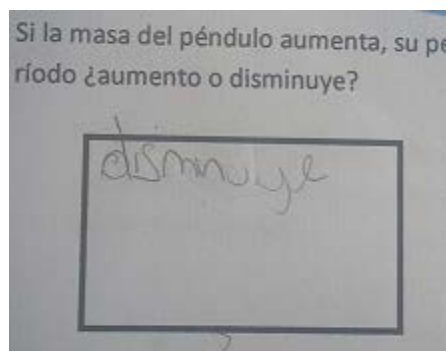 Si la masa del péndulo aumenta, su pe
ríodo ¿aumento o disminuye?
disminuye